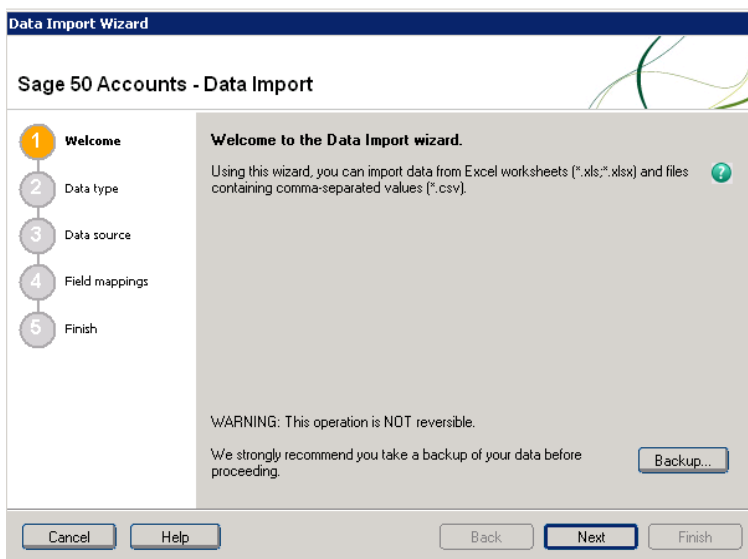 Data Import Wizard
Sage 50 Accounts - Data Import
1 Welcome
2 Data type
3 Data source
4 Field mappings
5 Finish
Welcome to the Data Import wizard.
Using this wizard, you can import data from Excel worksheets (*.xls;*.xlsx) and files
containing comma-separated values (*.csv).
?
WARNING: This operation is NOT reversible.
We strongly recommend you take a backup of your data before
proceeding.
Backup...
Cancel Help Back Next Finish